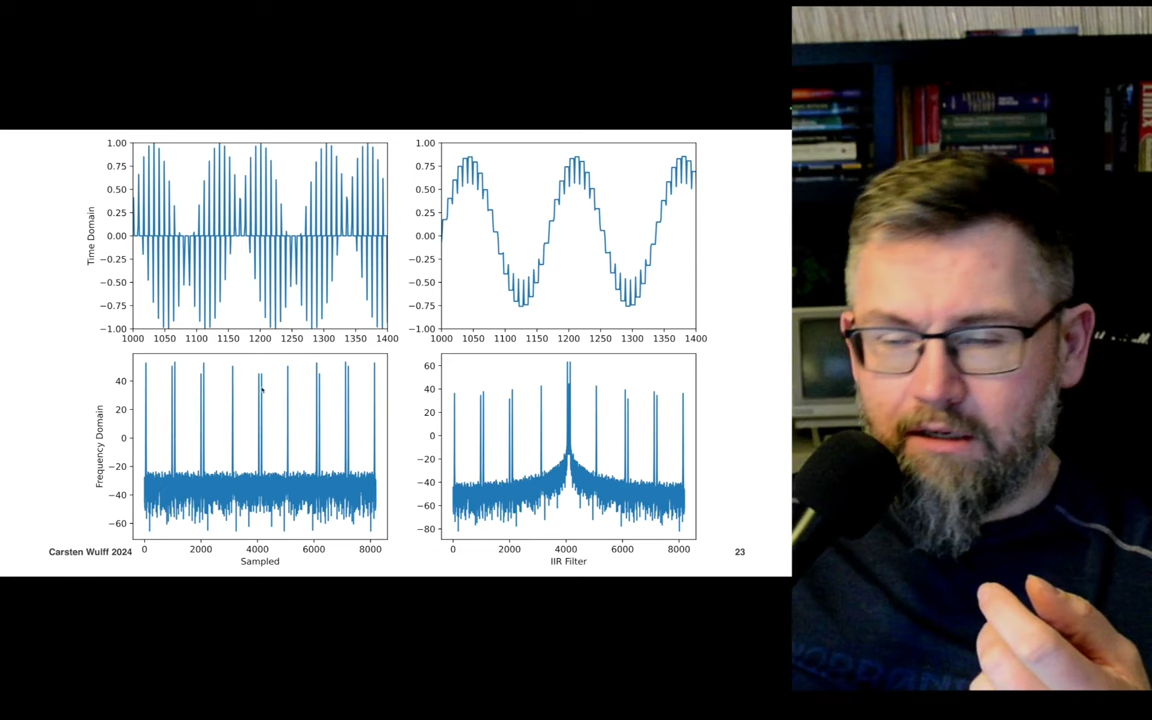 1.00
0.75
0.50
0.25
0.00
−0.25
−0.50
−0.75
−1.00
Time Domain
1000 1050 1100 1150 1200 1250 1300 1350 1400
1.00
0.75
0.50
0.25
0.00
−0.25
−0.50
−0.75
−1.00
1000 1050 1100 1150 1200 1250 1300 1350 1400
40
20
0
−20
−40
−60
Frequency Domain
0 2000 4000 6000 8000
Sampled
60
40
20
0
−20
−40
−60
−80
0 2000 4000 6000 8000
IIR Filter
Carsten Wulff 2024
23
ANTENNA
THEORY
LINUX